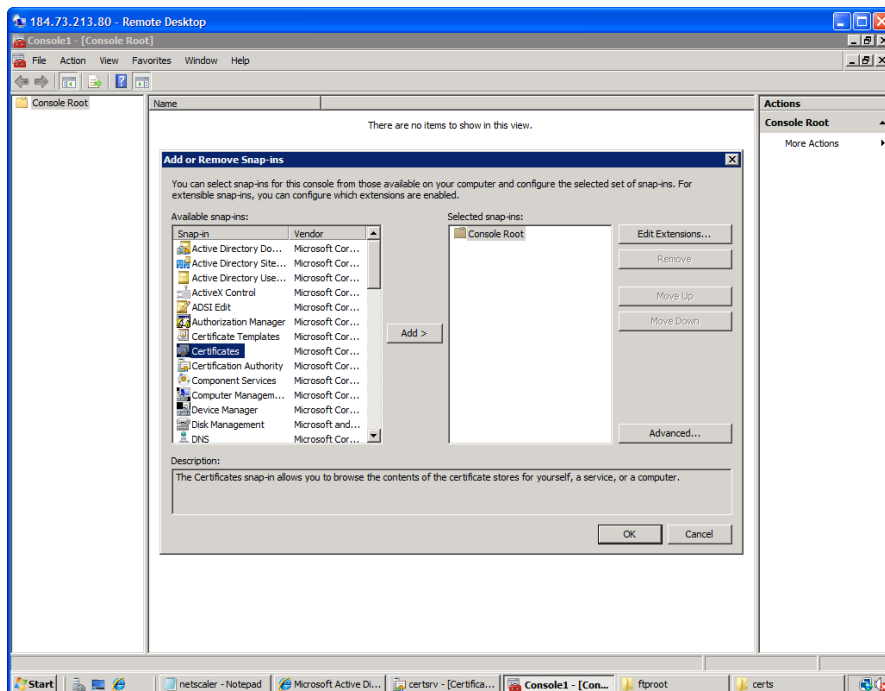 184.73.213.80 - Remote Desktop
Console1 - [Console Root]
File Action View Favorites Window Help
Console Root
Name
There are no items to show in this view.
Actions
Console Root
More Actions
Add or Remove Snap-ins
You can select snap-ins for this console from those available on your computer and configure the selected set of snap-ins. For
extensible snap-ins, you can configure which extensions are enabled.
Available snap-ins:
Snap-in Vendor
Active Directory Do... Microsoft Cor...
Active Directory Site... Microsoft Cor...
Active Directory Use... Microsoft Cor...
ActiveX Control Microsoft Cor...
ADSI Edit Microsoft Cor...
Authorization Manager Microsoft Cor...
Certificate Templates Microsoft Cor...
Certificates Microsoft Cor...
Certification Authority Microsoft Cor...
Component Services Microsoft Cor...
Computer Managem... Microsoft Cor...
Device Manager Microsoft Cor...
Disk Management Microsoft and...
DNS Microsoft Cor...
Add >
Selected snap-ins:
Console Root
Edit Extensions...
Remove
Move Up
Move Down
Advanced...
Description:
The Certificates snap-in allows you to browse the contents of the certificate stores for yourself, a service, or a computer.
OK Cancel
Start netscaler - Notepad Microsoft Active Di... certsrv - [Certifica... Console1 - [Con... ftproot certs